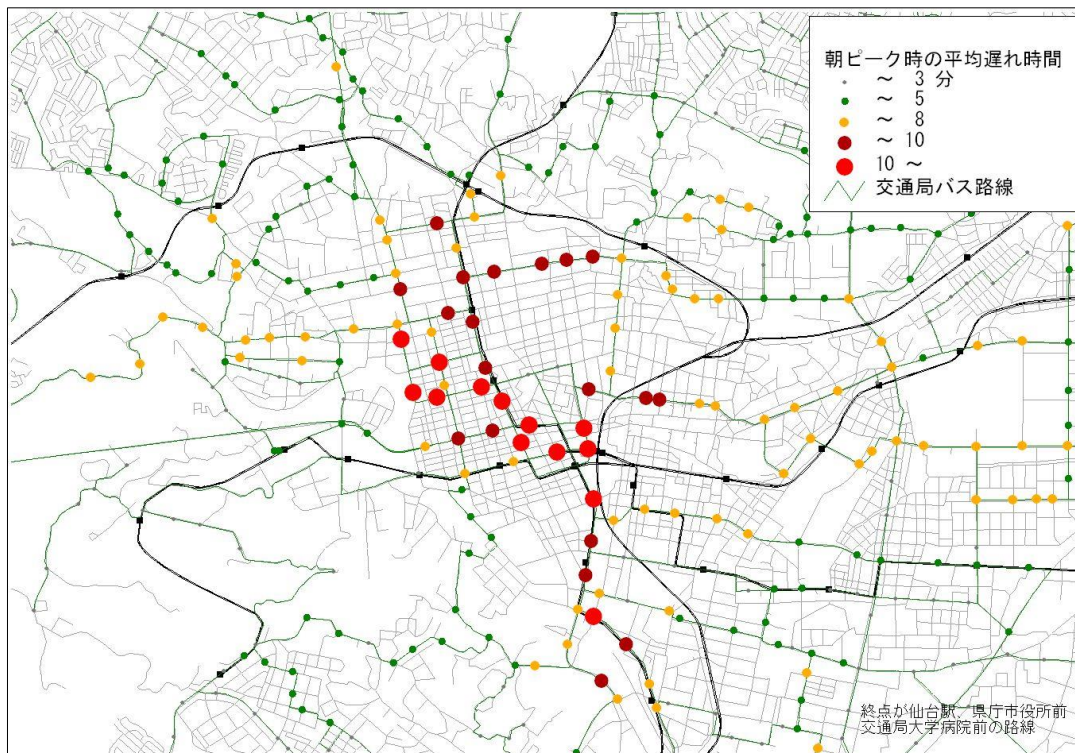 朝ピーク時の平均遅れ時間
～ 3 分
～ 5
～ 8
～ 10
10 ～
交通局バス路線
終点が仙台駅、県庁市役所前
交通局大学病院前の路線